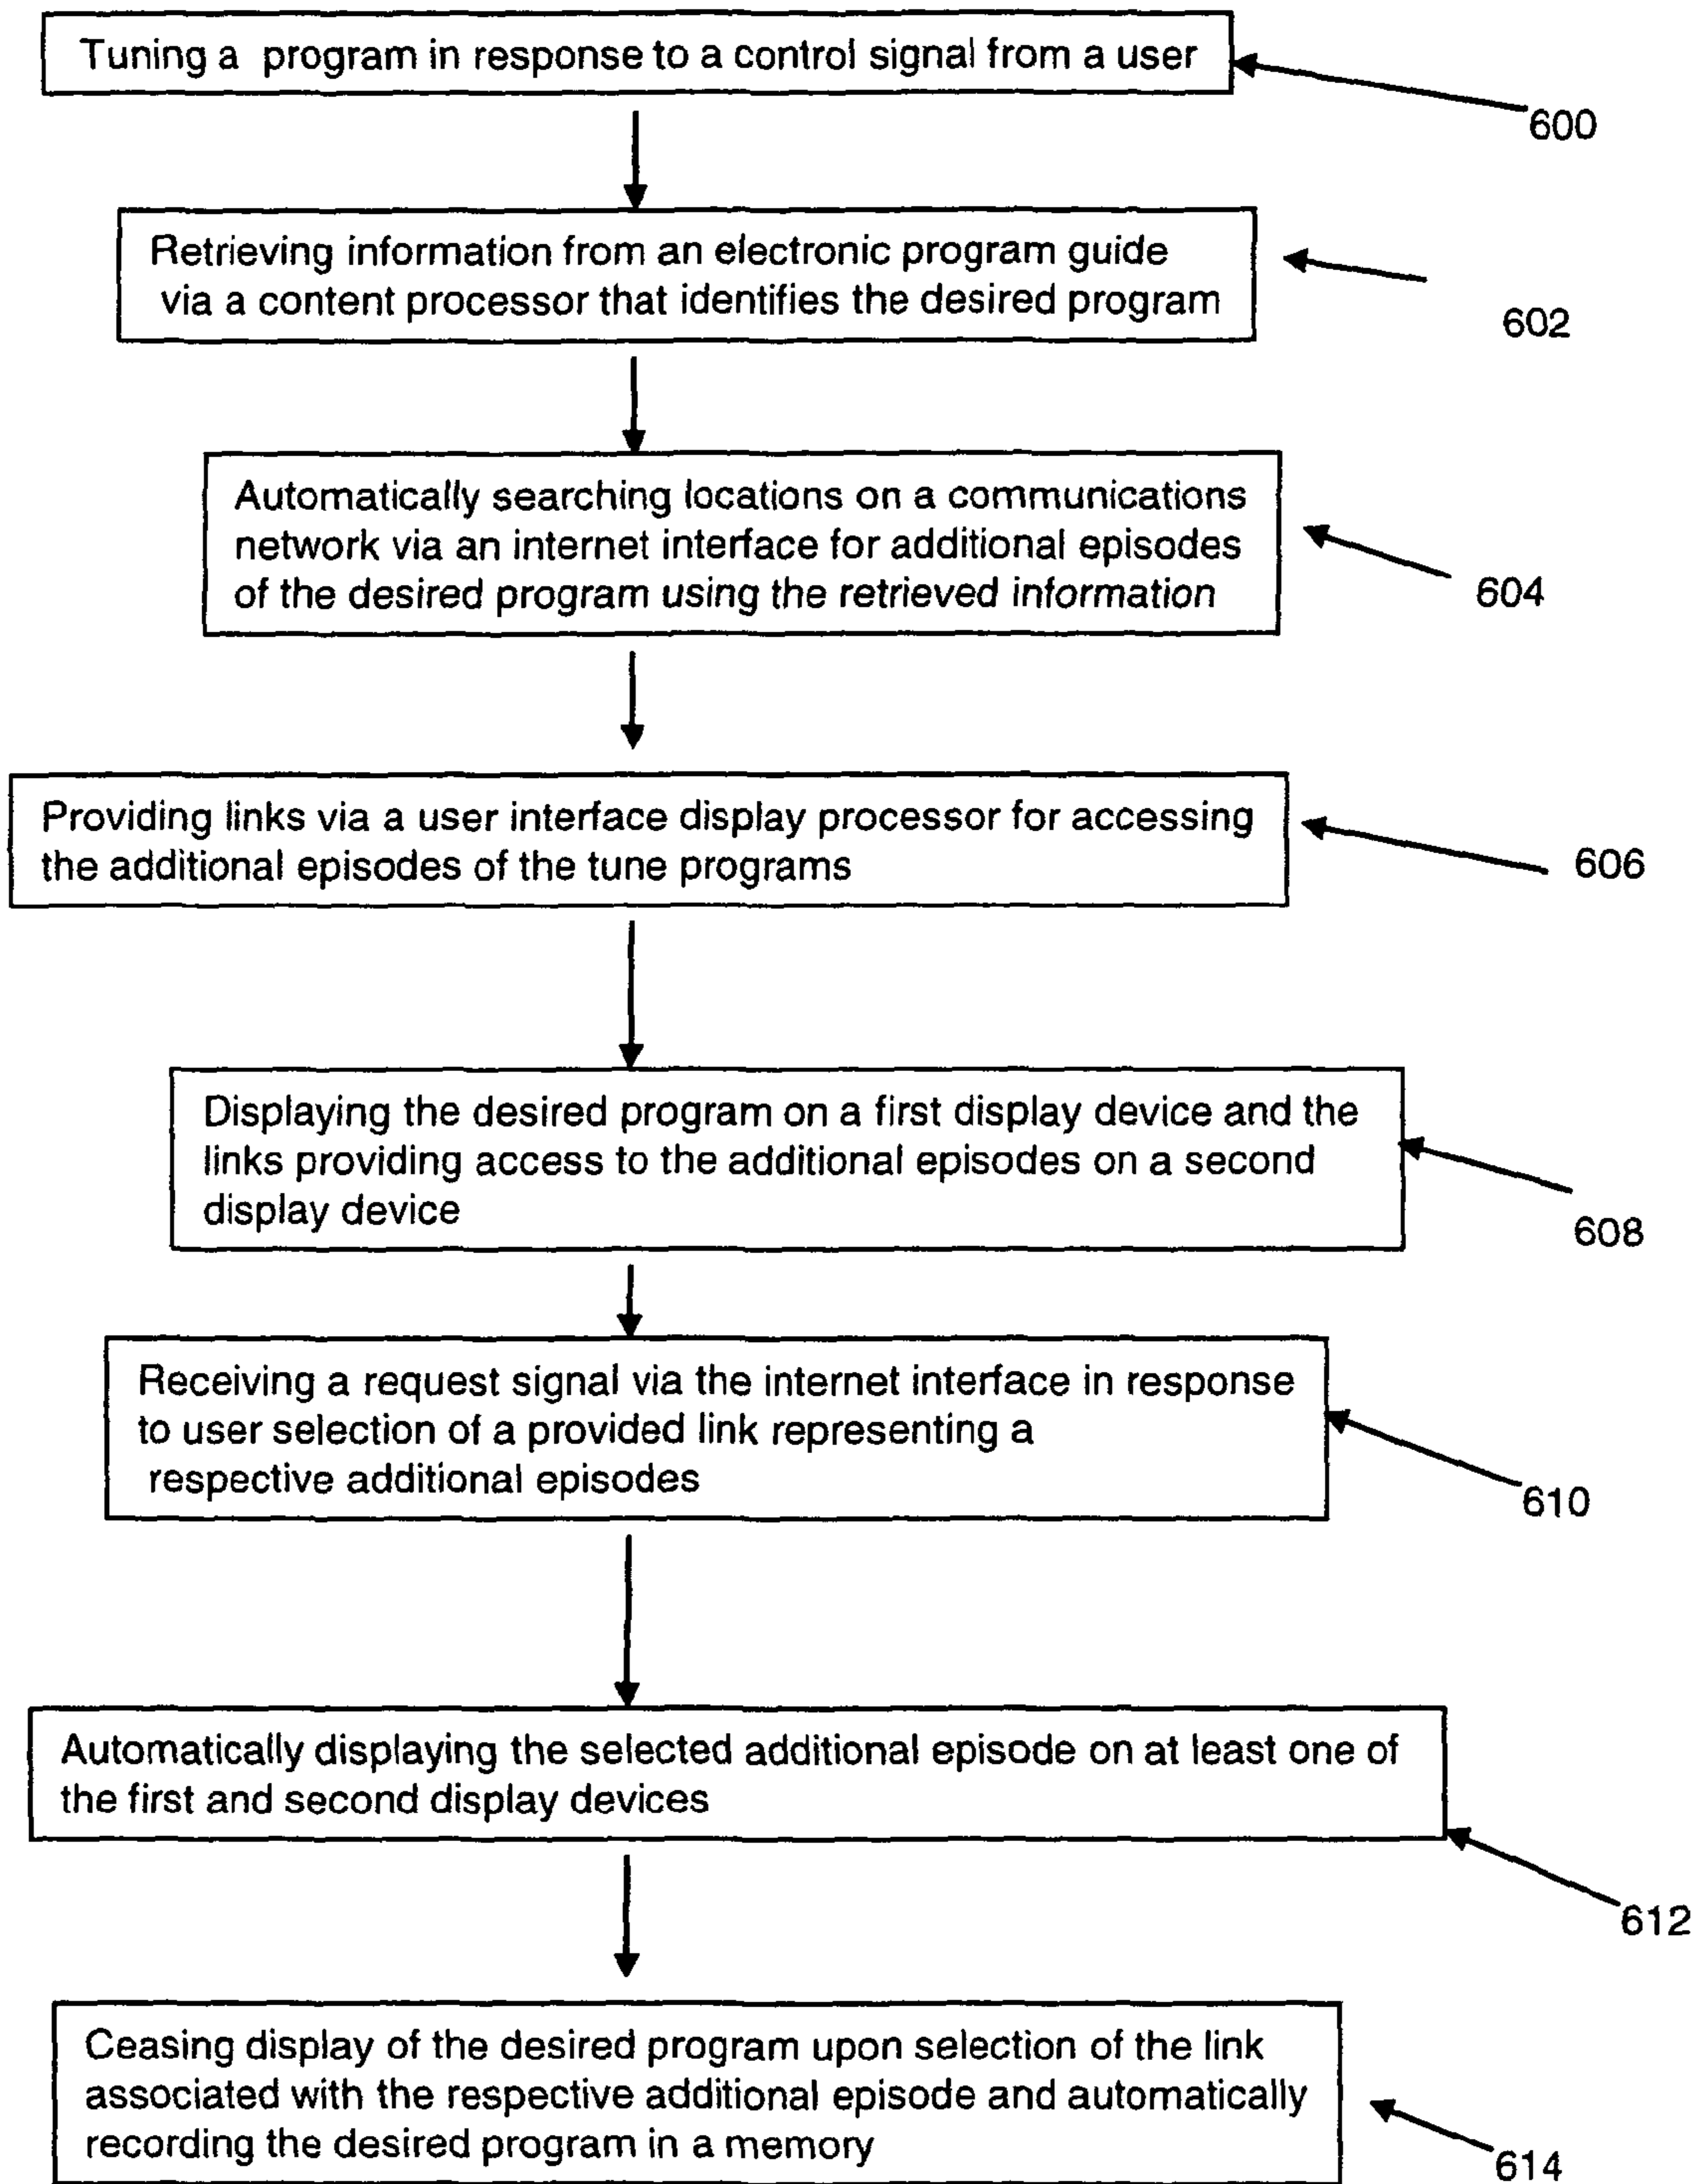 Tuning a program in response to a control signal from a user
600
Retrieving information from an electronic program guide
via a content processor that identifies the desired program
602
Automatically searching locations on a communications
network via an internet interface for additional episodes
of the desired program using the retrieved information
604
Providing links via a user interface display processor for accessing
the additional episodes of the tune programs
606
Displaying the desired program on a first display device and the
links providing access to the additional episodes on a second
display device
608
Receiving a request signal via the internet interface in response
to user selection of a provided link representing a
respective additional episodes
610
Automatically displaying the selected additional episode on at least one of
the first and second display devices
612
Ceasing display of the desired program upon selection of the link
associated with the respective additional episode and automatically
recording the desired program in a memory
614